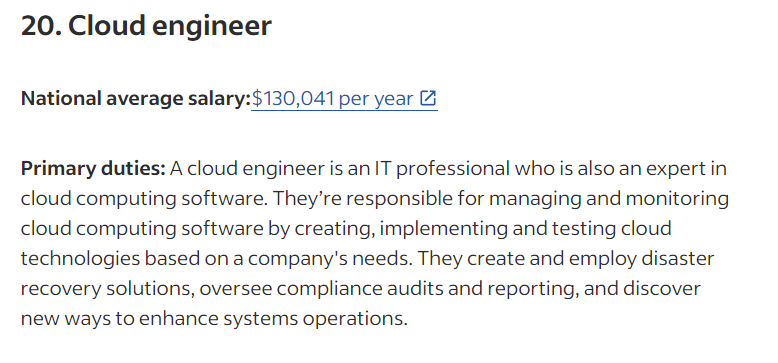 20. Cloud engineer
National average salary:$130,041 per year
Primary duties: A cloud engineer is an IT professional who is also an expert in
cloud computing software. They’re responsible for managing and monitoring
cloud computing software by creating, implementing and testing cloud
technologies based on a company's needs. They create and employ disaster
recovery solutions, oversee compliance audits and reporting, and discover
new ways to enhance systems operations.